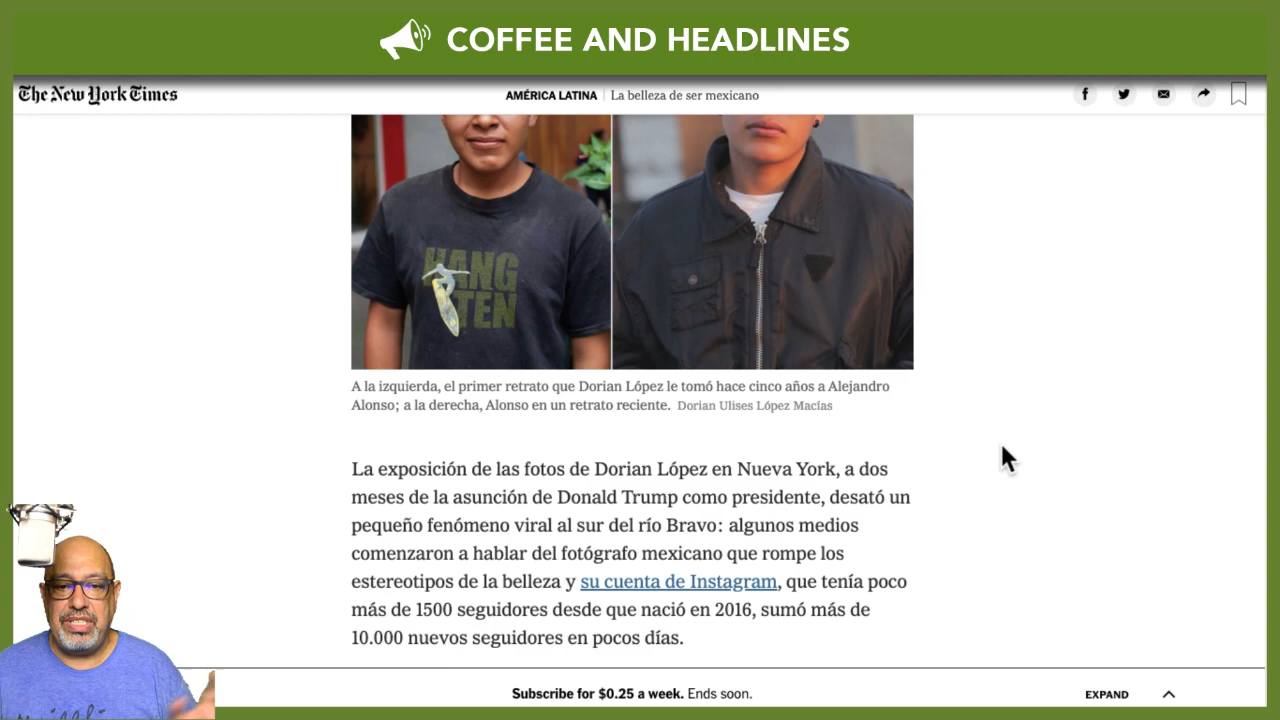 COFFEE AND HEADLINES
The New York Times
AMÉRICA LATINA | La belleza de ser mexicano
HANG
TEN
A la izquierda, el primer retrato que Dorian López le tomó hace cinco años a Alejandro
Alonso; a la derecha, Alonso en un retrato reciente. Dorian Ulises López Macías
La exposición de las fotos de Dorian López en Nueva York, a dos
meses de la asunción de Donald Trump como presidente, desató un
pequeño fenómeno viral al sur del río Bravo: algunos medios
comenzaron a hablar del fotógrafo mexicano que rompe los
estereotipos de la belleza y su cuenta de Instagram, que tenía poco
más de 1500 seguidores desde que nació en 2016, sumó más de
10.000 nuevos seguidores en pocos días.
Subscribe for $0.25 a week. Ends soon.
EXPAND